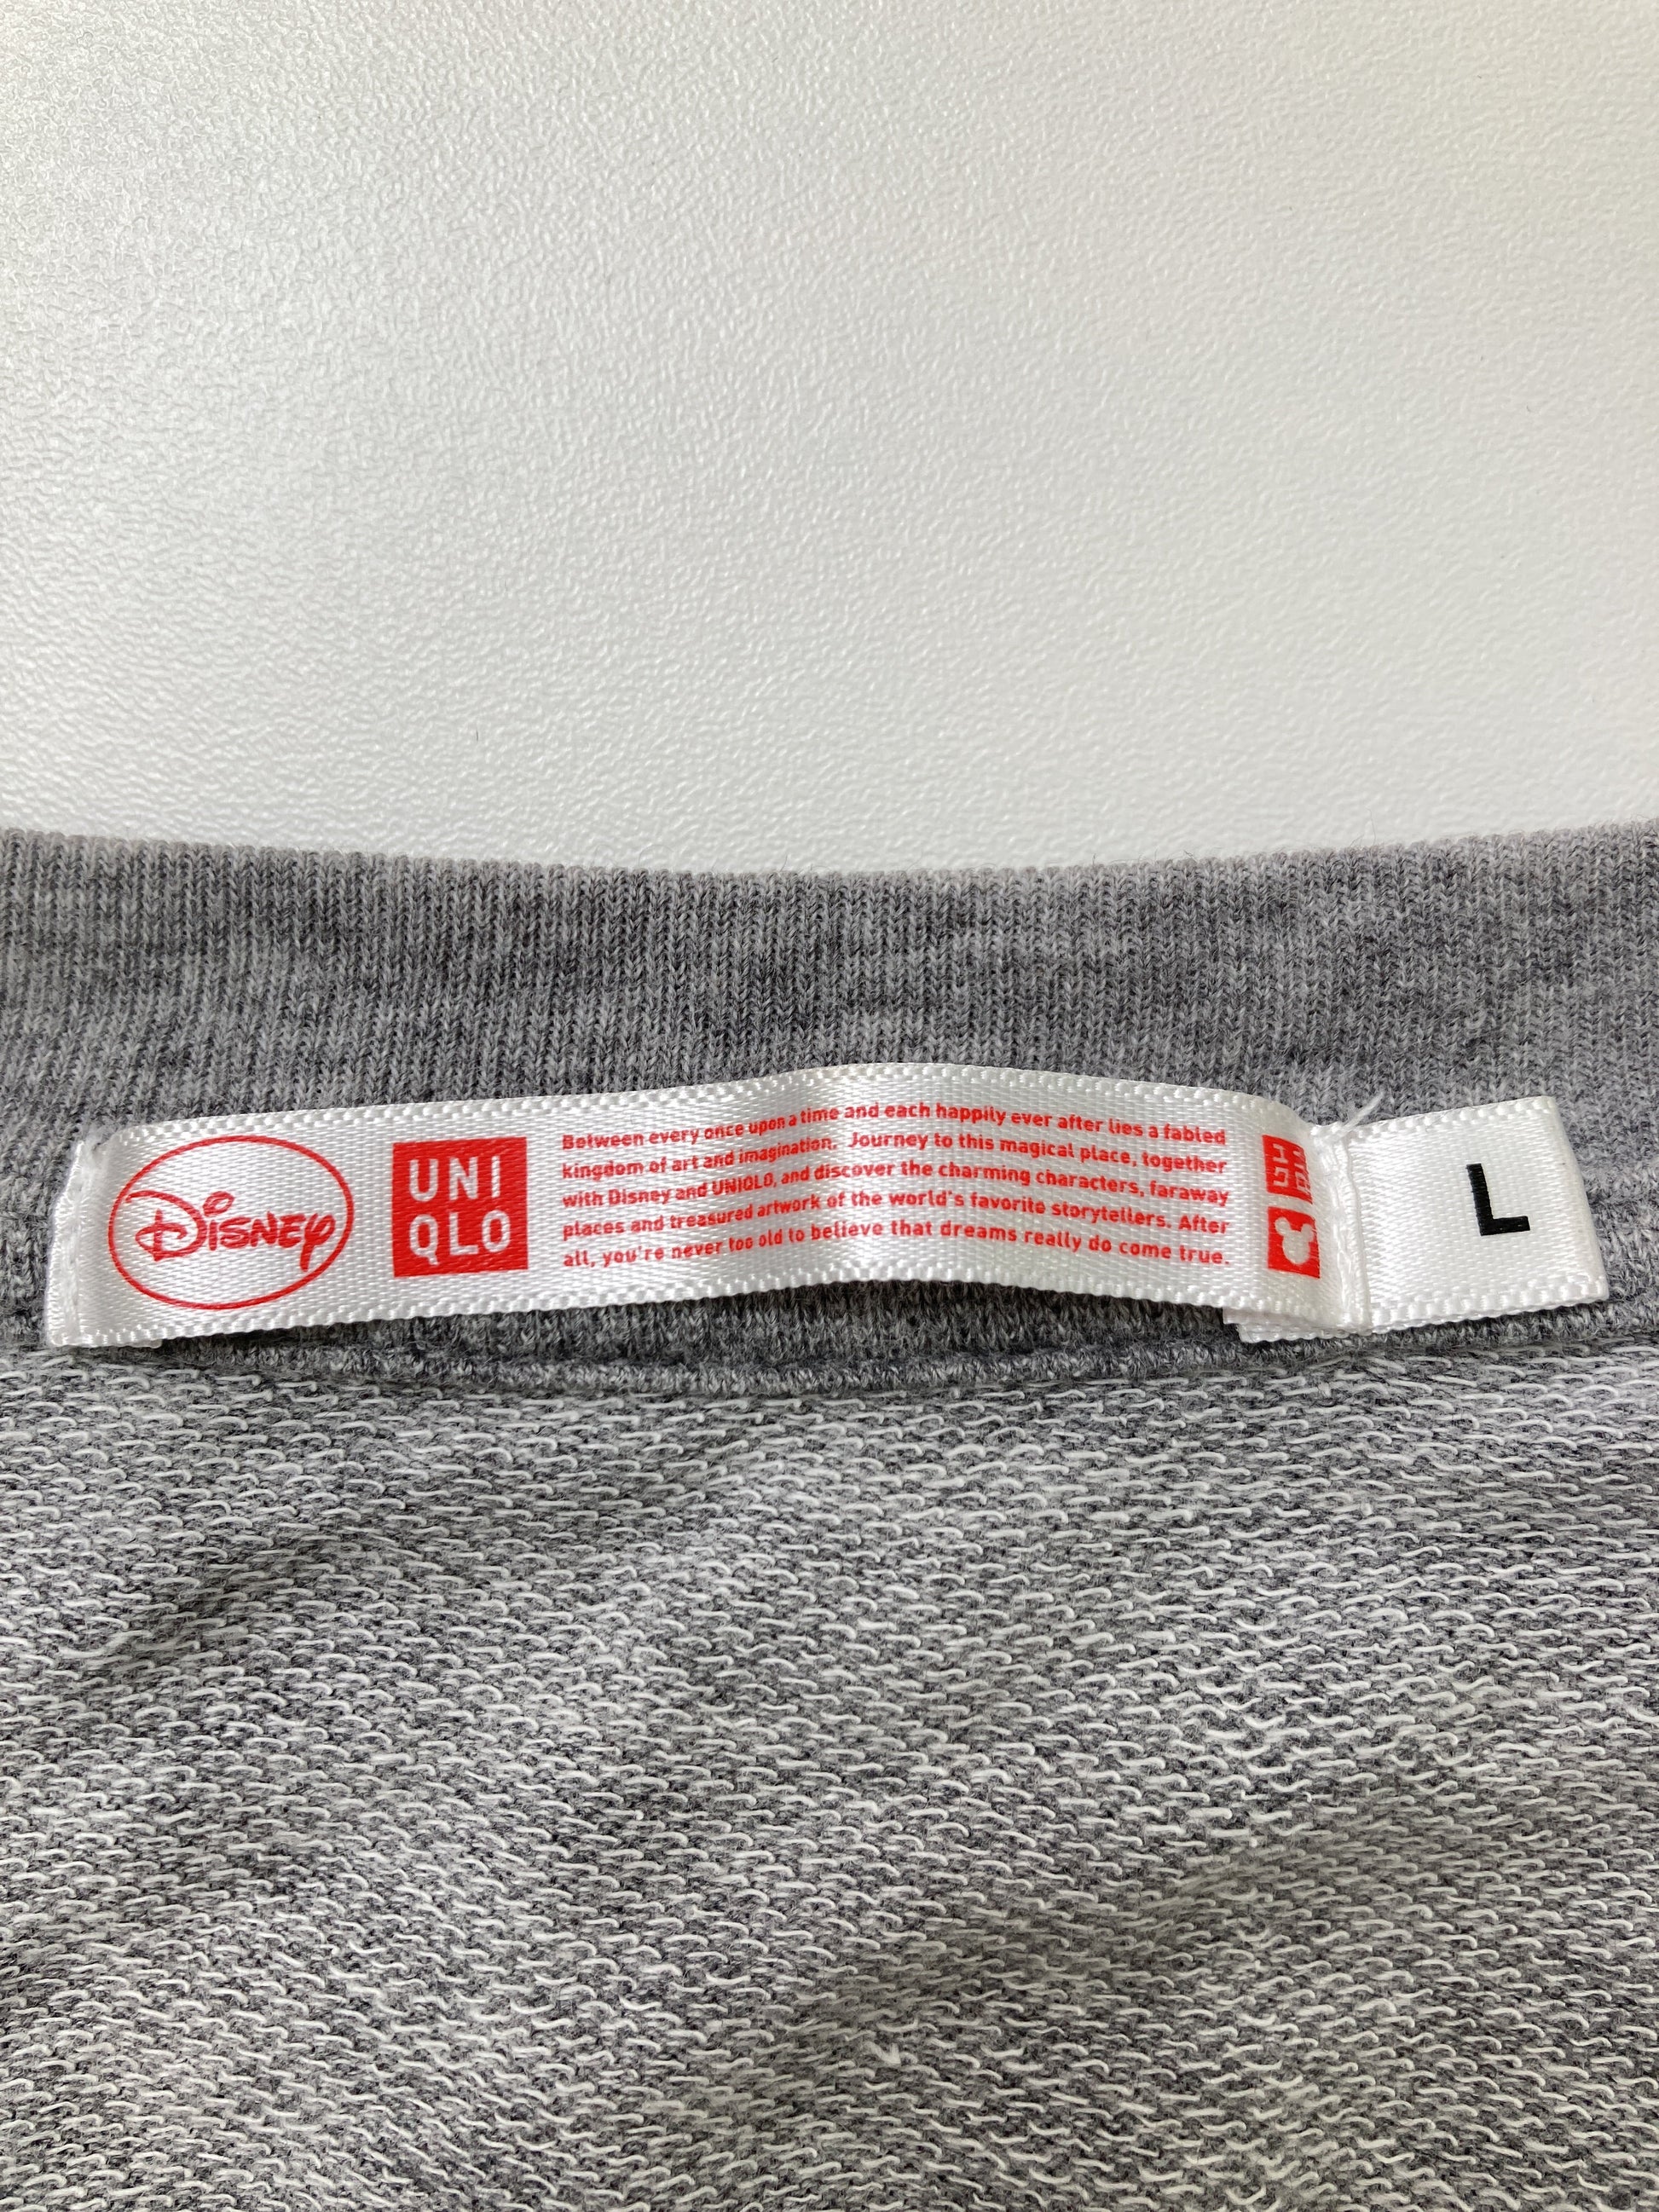 Disney
UNI
QLO
Between every once upon a time and each happily ever after lies a fabled
kingdom of art and imagination. Journey to this magical place, together
with Disney and UNIQLO, and discover the charming characters, faraway
places and treasured artwork of the world's favorite storytellers. After
all, you're never too old to believe that dreams really do come true.
L